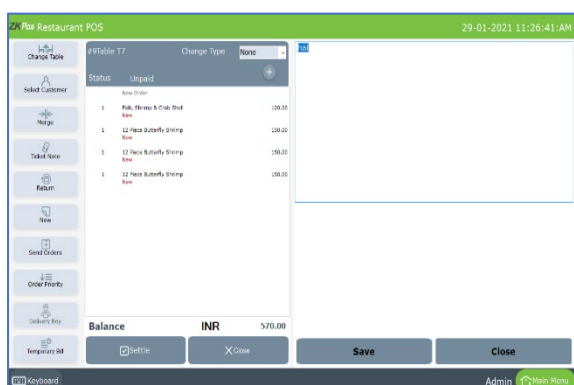 ZKPos Restaurant POS
29-01-2021 11:26:41:AM
Change Table
Select Customer
Merge
Ticket Note
Return
New
Send Orders
Order Priority
Delivery Boy
Temporary Bill
#9Table T7
Change Type
None
Status
Unpaid
New Order
1 Fish, Shrimp & Crab Shell 120.00
New
1 12 Piece Butterfly Shrimp 150.00
New
1 12 Piece Butterfly Shrimp 150.00
New
1 12 Piece Butterfly Shrimp 150.00
New
Balance INR 570.00
Settle
Close
Save
Close
Keyboard
Admin
Main Menu